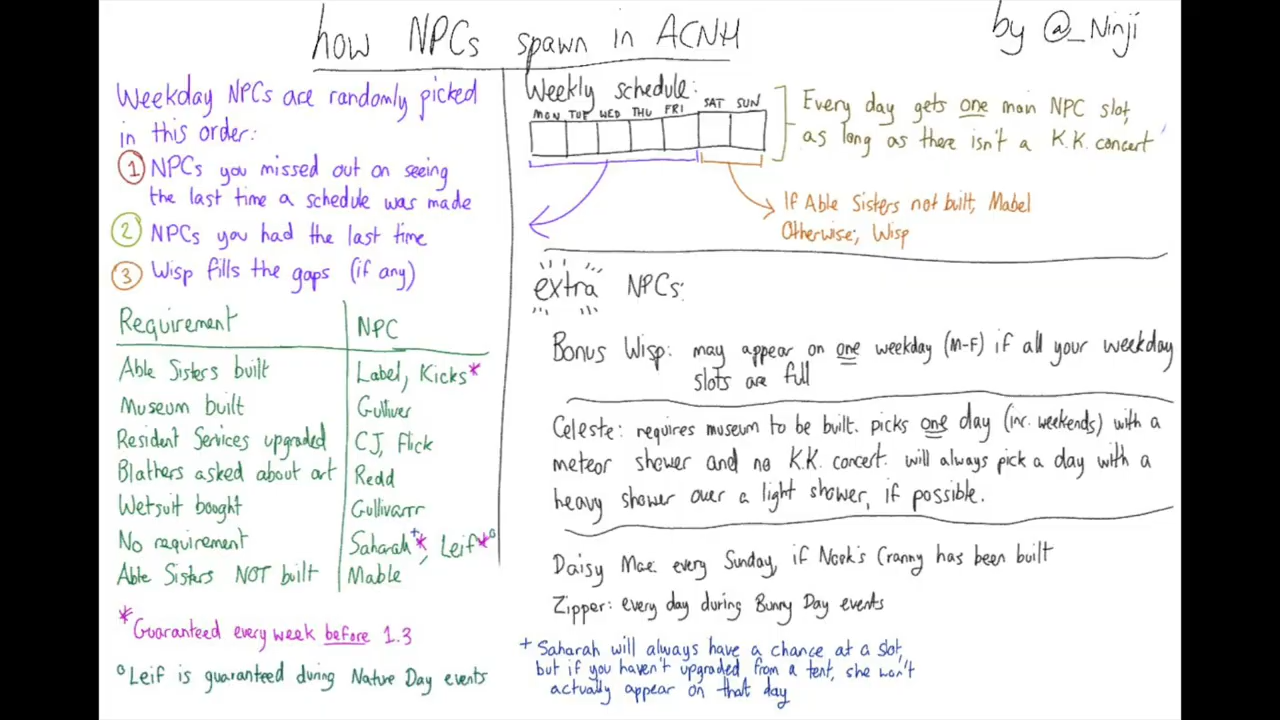 how NPCs spawn in ACNH
by @_Ninji
Weekday NPCs are randomly picked
in this order:
1 NPCs you missed out on seeing
the last time a schedule was made
2 NPCs you had the last time
3 Wisp fills the gaps (if any)
Requirement NPC
Able Sisters built Label, Kicks*
Museum built Gulliver
Resident Services upgraded CJ, Flick
Blathers asked about art Redd
Wetsuit bought Gullivarrr
No requirement Saharah+*, Leif*o
Able Sisters NOT built Mable
*Guaranteed every week before 1.3
o Leif is guaranteed during Nature Day events
Weekly schedule:
MON TUE WED THU FRI SAT SUN
Every day gets one main NPC slot,
as long as there isn't a K.K. concert
If Able Sisters not built, Mabel
Otherwise, Wisp
extra NPCs:
Bonus Wisp: may appear on one weekday (M-F) if all your weekday
slots are full
Celeste: requires museum to be built. picks one day (inc. weekends) with a
meteor shower and no K.K. concert. will always pick a day with a
heavy shower over a light shower, if possible.
Daisy Mae: every Sunday, if Nook's Cranny has been built
Zipper: every day during Bunny Day events
+ Saharah will always have a chance at a slot,
but if you haven't upgraded from a tent, she won't
actually appear on that day